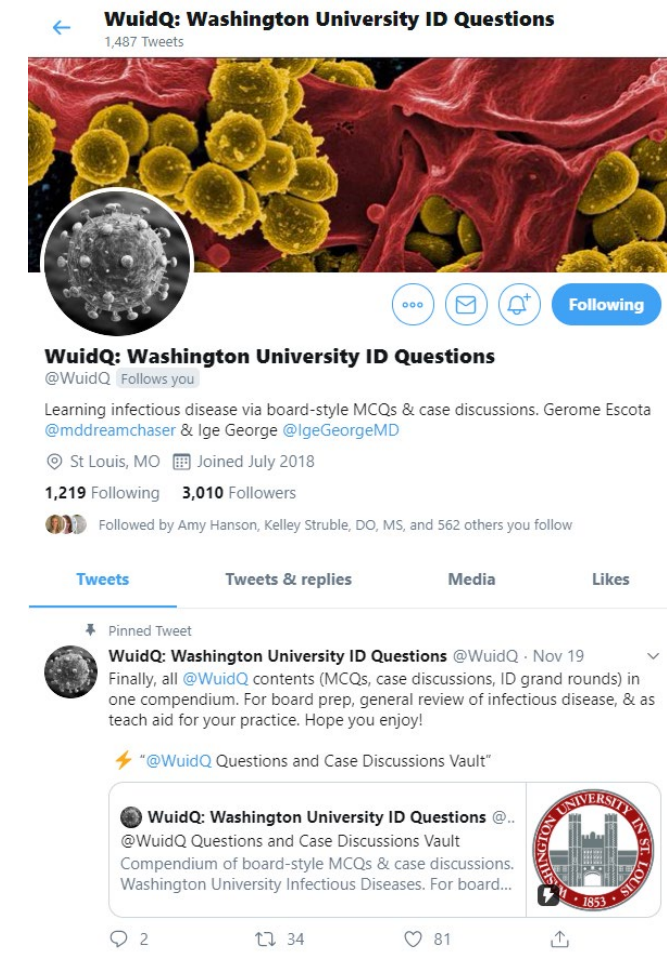 WuidQ: Washington University ID Questions
1,487 Tweets
Following
WuidQ: Washington University ID Questions
@WuidQ Follows you
Learning infectious disease via board-style MCQs & case discussions. Gerome Escota
@mddreamchaser & Ige George @IgeGeorgeMD
St Louis, MO Joined July 2018
1,219 Following 3,010 Followers
Followed by Amy Hanson, Kelley Struble, DO, MS, and 562 others you follow
Tweets Tweets & replies Media Likes
Pinned Tweet
WuidQ: Washington University ID Questions @WuidQ · Nov 19
Finally, all @WuidQ contents (MCQs, case discussions, ID grand rounds) in
one compendium. For board prep, general review of infectious disease, & as
teach aid for your practice. Hope you enjoy!
⚡ “@WuidQ Questions and Case Discussions Vault”
WuidQ: Washington University ID Questions @..
@WuidQ Questions and Case Discussions Vault
Compendium of board-style MCQs & case discussions.
Washington University Infectious Diseases. For board...
WASHINGTON UNIVERSITY IN ST. LOUIS
1853
2 34 81